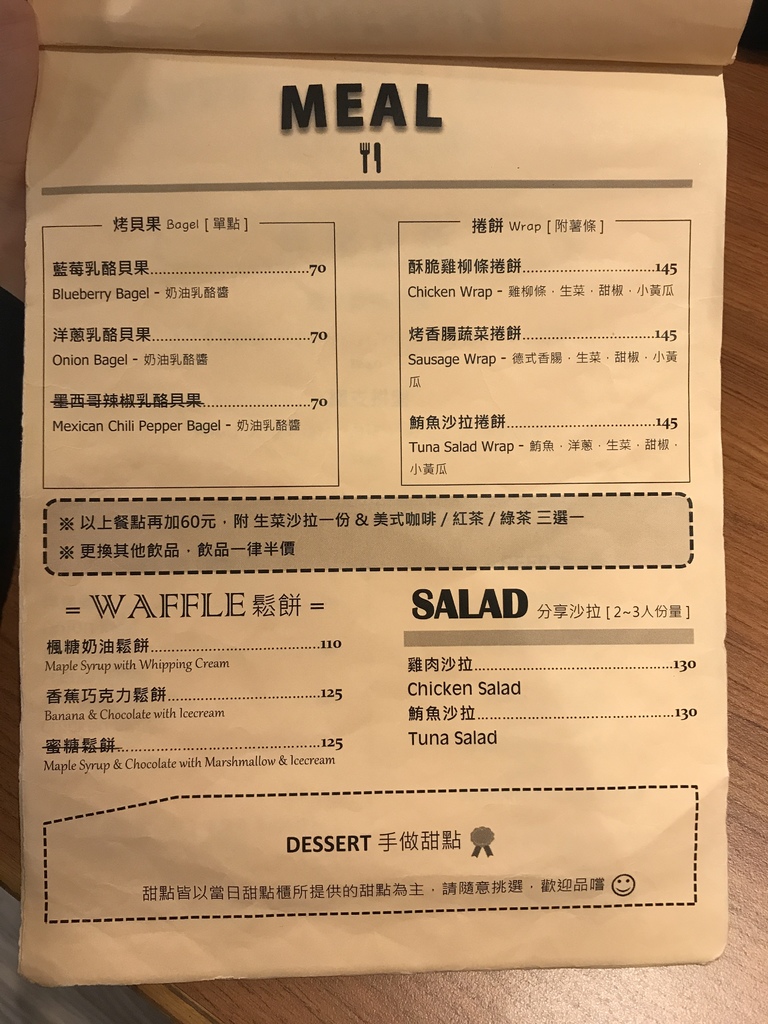 MEAL
烤貝果 Bagel [ 單點 ]
藍莓乳酪貝果..............................70
Blueberry Bagel - 奶油乳酪醬
洋蔥乳酪貝果..............................70
Onion Bagel - 奶油乳酪醬
墨西哥辣椒乳酪貝果....................70
Mexican Chili Pepper Bagel - 奶油乳酪醬
捲餅 Wrap [ 附薯條 ]
酥脆雞柳條捲餅.........................145
Chicken Wrap - 雞柳條．生菜．甜椒．小黃瓜
烤香腸蔬菜捲餅.........................145
Sausage Wrap - 德式香腸．生菜．甜椒．小黃
瓜
鮪魚沙拉捲餅............................145
Tuna Salad Wrap - 鮪魚．洋蔥．生菜．甜椒．
小黃瓜
※ 以上餐點再加60元，附 生菜沙拉一份 & 美式咖啡 / 紅茶 / 綠茶 三選一
※ 更換其他飲品，飲品一律半價
= WAFFLE 鬆餅 =
楓糖奶油鬆餅................................110
Maple Syrup with Whipping Cream
香蕉巧克力鬆餅.............................125
Banana & Chocolate with Icecream
蜜糖鬆餅......................................125
Maple Syrup & Chocolate with Marshmallow & Icecream
SALAD 分享沙拉 [ 2~3人份量 ]
雞肉沙拉......................................130
Chicken Salad
鮪魚沙拉......................................130
Tuna Salad
DESSERT 手做甜點
甜點皆以當日甜點櫃所提供的甜點為主，請隨意挑選，歡迎品嚐 ☺